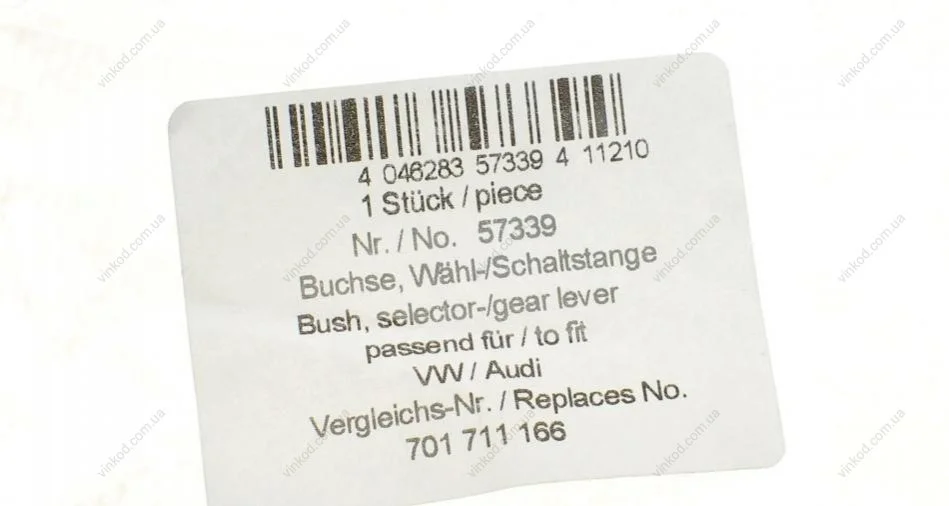 4 046283 57339 4 11210
1 Stück / piece
Nr. / No. 57339
Buchse, Wähl-/Schaltstange
Bush, selector-/gear lever
passend für / to fit
VW / Audi
Vergleichs-Nr. / Replaces No.
701 711 166
vinkod.com.ua